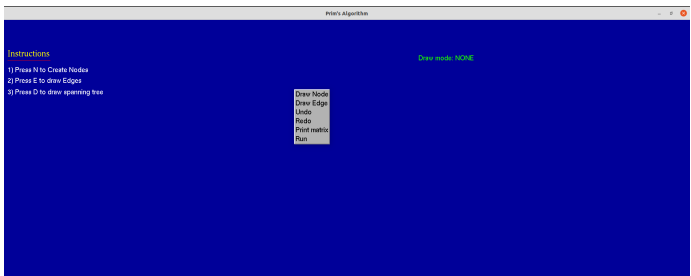 Prim's Algorithm
Instructions
Draw mode: NONE
1) Press N to Create Nodes
2) Press E to draw Edges
3) Press D to draw spanning tree
Draw Node
Draw Edge
Undo
Redo
Print matrix
Run